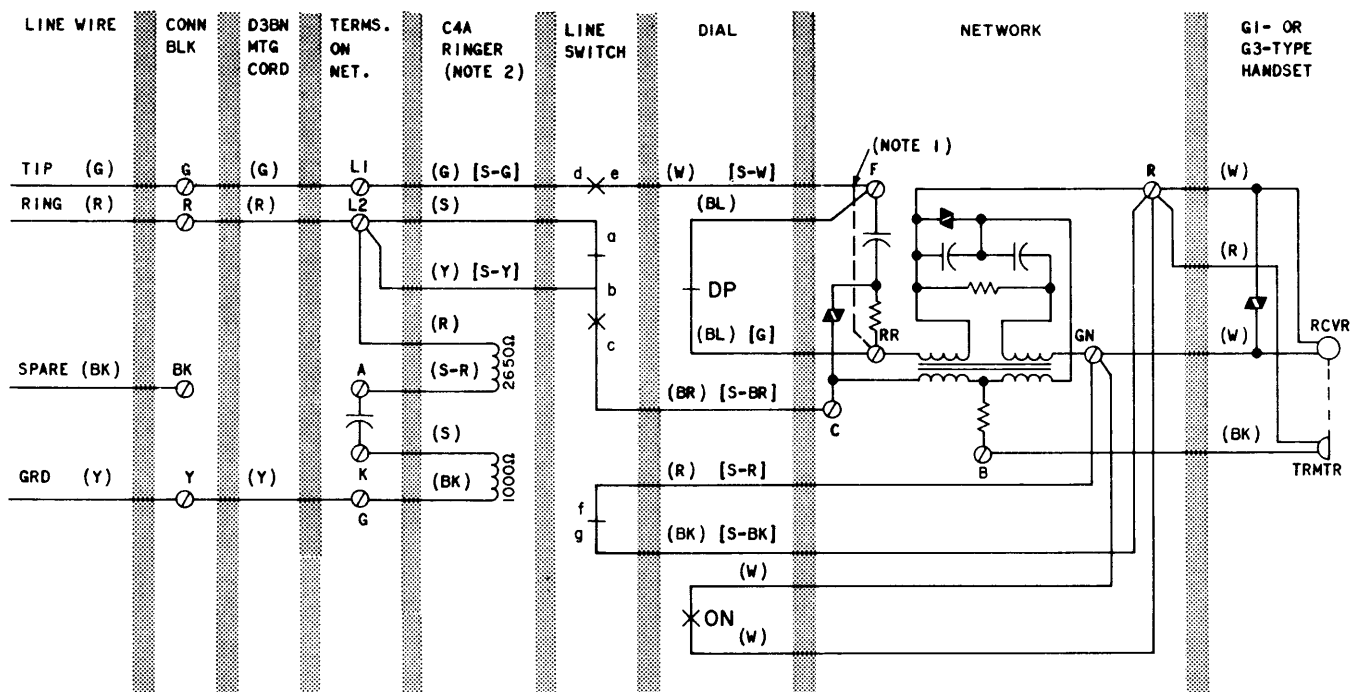 LINE WIRE
CONN
BLK
D3BN
MTG
CORD
TERMS.
ON
NET.
C4A
RINGER
(NOTE 2)
LINE
SWITCH
DIAL
NETWORK
G1- OR
G3-TYPE
HANDSET
(NOTE 1)
TIP (G) G (G) L1 (G) [S-G] d e (W) [S-W] F R (W)
RING (R) R (R) L2 (S) (BL)
a
(Y) [S-Y] b DP (R)
(R) c (BL) [G] RR GN (W) RCVR
2650Ω
SPARE (BK) BK A (S-R) (BR) [S-BR] C
(S) B (BK) TRMTR
K 1000Ω
GRD (Y) Y (Y) G (BK) (R) [S-R]
f
g (BK) [S-BK]
(W)
ON
(W)